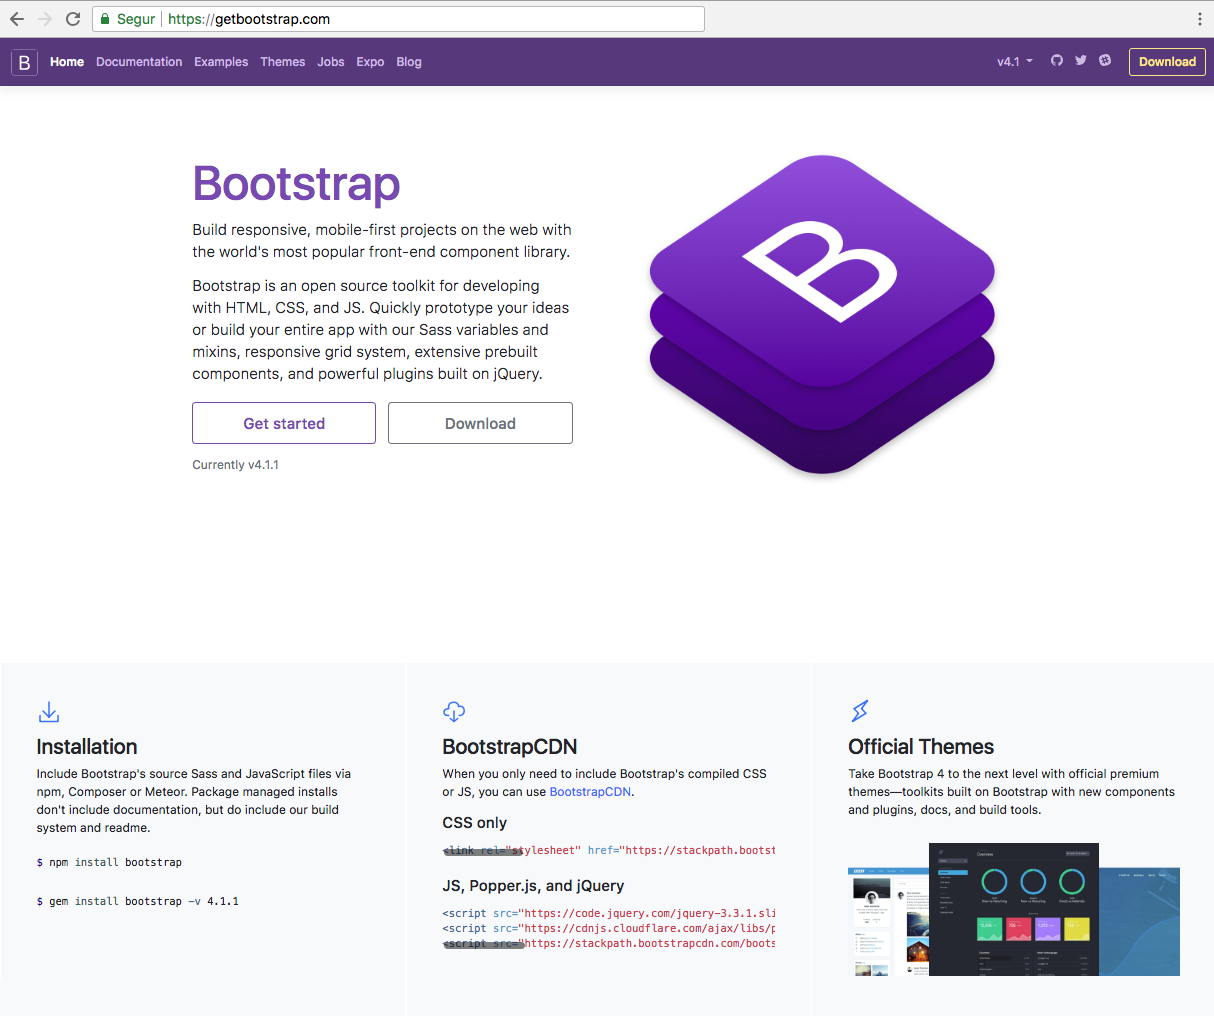 Segur https://getbootstrap.com
B Home Documentation Examples Themes Jobs Expo Blog v4.1 Download
Bootstrap
Build responsive, mobile-first projects on the web with
the world's most popular front-end component library.
Bootstrap is an open source toolkit for developing
with HTML, CSS, and JS. Quickly prototype your ideas
or build your entire app with our Sass variables and
mixins, responsive grid system, extensive prebuilt
components, and powerful plugins built on jQuery.
Get started Download
Currently v4.1.1
B
Installation
Include Bootstrap's source Sass and JavaScript files via
npm, Composer or Meteor. Package managed installs
don't include documentation, but do include our build
system and readme.
$ npm install bootstrap
$ gem install bootstrap -v 4.1.1
BootstrapCDN
When you only need to include Bootstrap's compiled CSS
or JS, you can use BootstrapCDN.
CSS only
<link rel="stylesheet" href="https://stackpath.bootst
JS, Popper.js, and jQuery
<script src="https://code.jquery.com/jquery-3.3.1.sli
<script src="https://cdnjs.cloudflare.com/ajax/libs/p
<script src="https://stackpath.bootstrapcdn.com/boots
Official Themes
Take Bootstrap 4 to the next level with official premium
themes—toolkits built on Bootstrap with new components
and plugins, docs, and build tools.
Overview